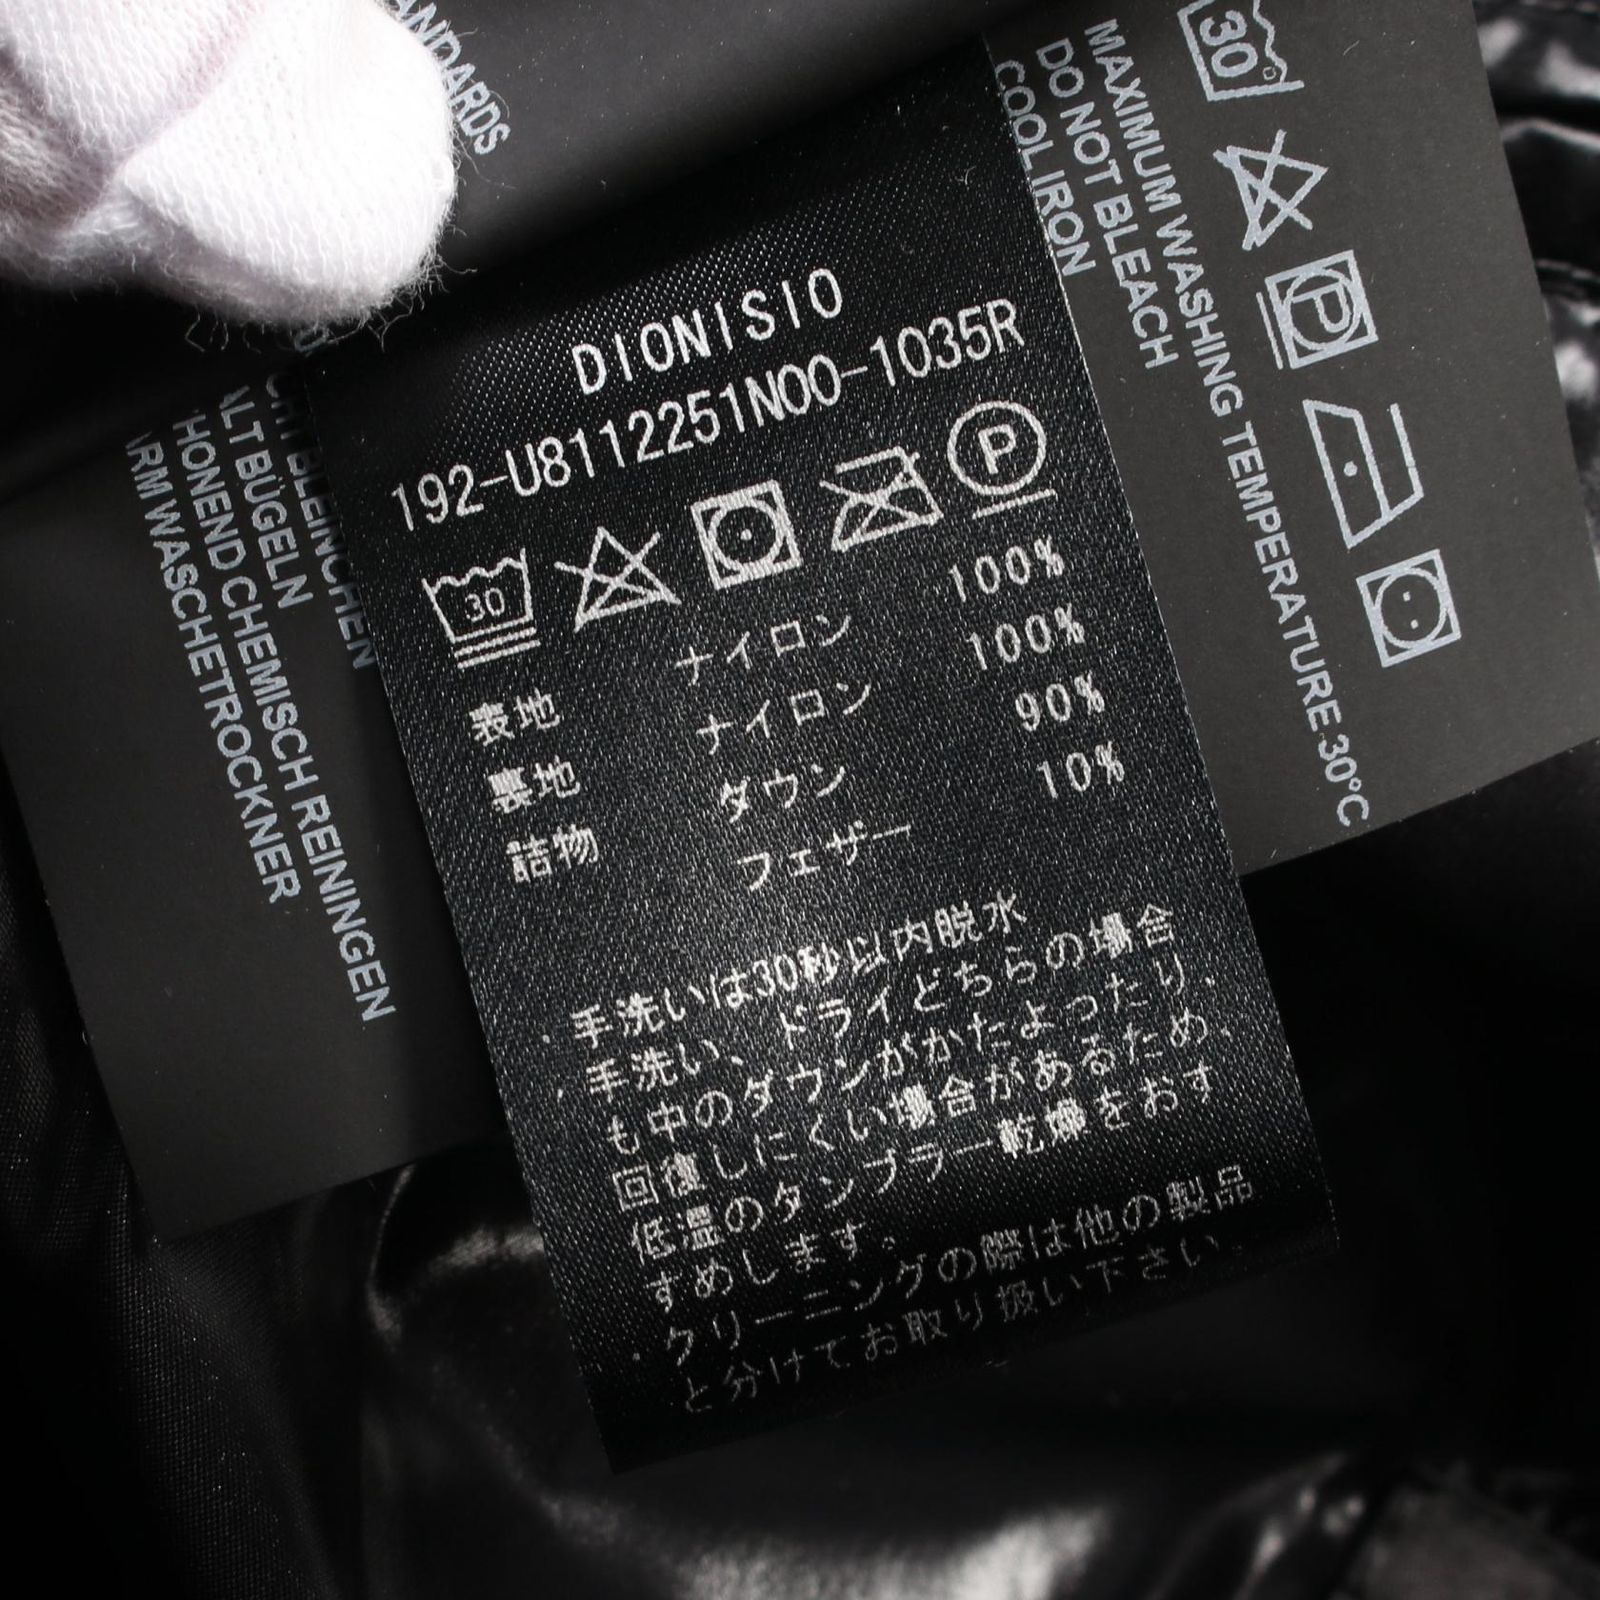 DIONISIO
192-U8112251N00-1035R
30
P
表地 ナイロン 100%
裏地 ナイロン 100%
詰物 ダウン 90%
フェザー 10%
・手洗いは30秒以内脱水
・手洗い、ドライどちらの場合
も中のダウンがかたよったり、
回復しにくい場合があるため、
低温のタンブラー乾燥をおす
すめします。
・クリーニングの際は他の製品
と分けてお取り扱い下さい。
30°
P
MAXIMUM WASHING TEMPERATURE 30°C
DO NOT BLEACH
COOL IRON
BLEICHEN
BÜGELN
CHEMISCH REININGEN
WASCHETROCKNER